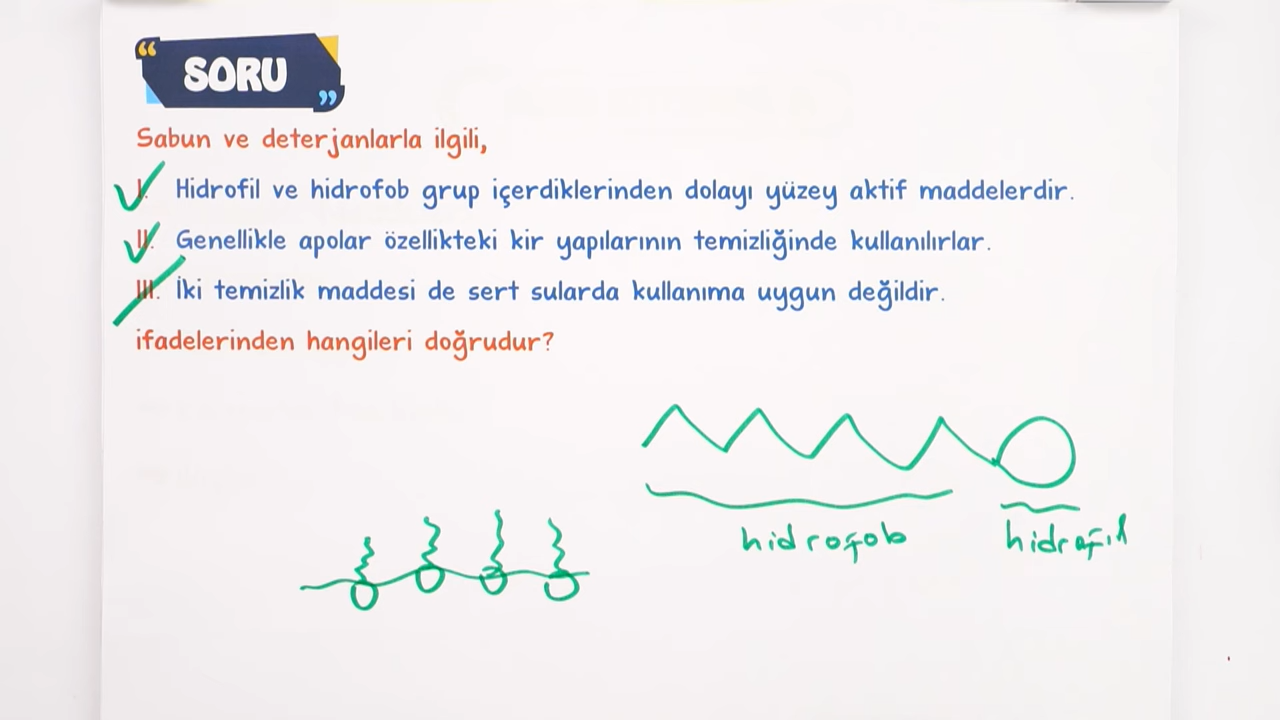 “ SORU ”
Sabun ve deterjanlarla ilgili,
I. Hidrofil ve hidrofob grup içerdiklerinden dolayı yüzey aktif maddelerdir.
II. Genellikle apolar özellikteki kir yapılarının temizliğinde kullanılırlar.
III. İki temizlik maddesi de sert sularda kullanıma uygun değildir.
ifadelerinden hangileri doğrudur?
hidrofob
hidrofil